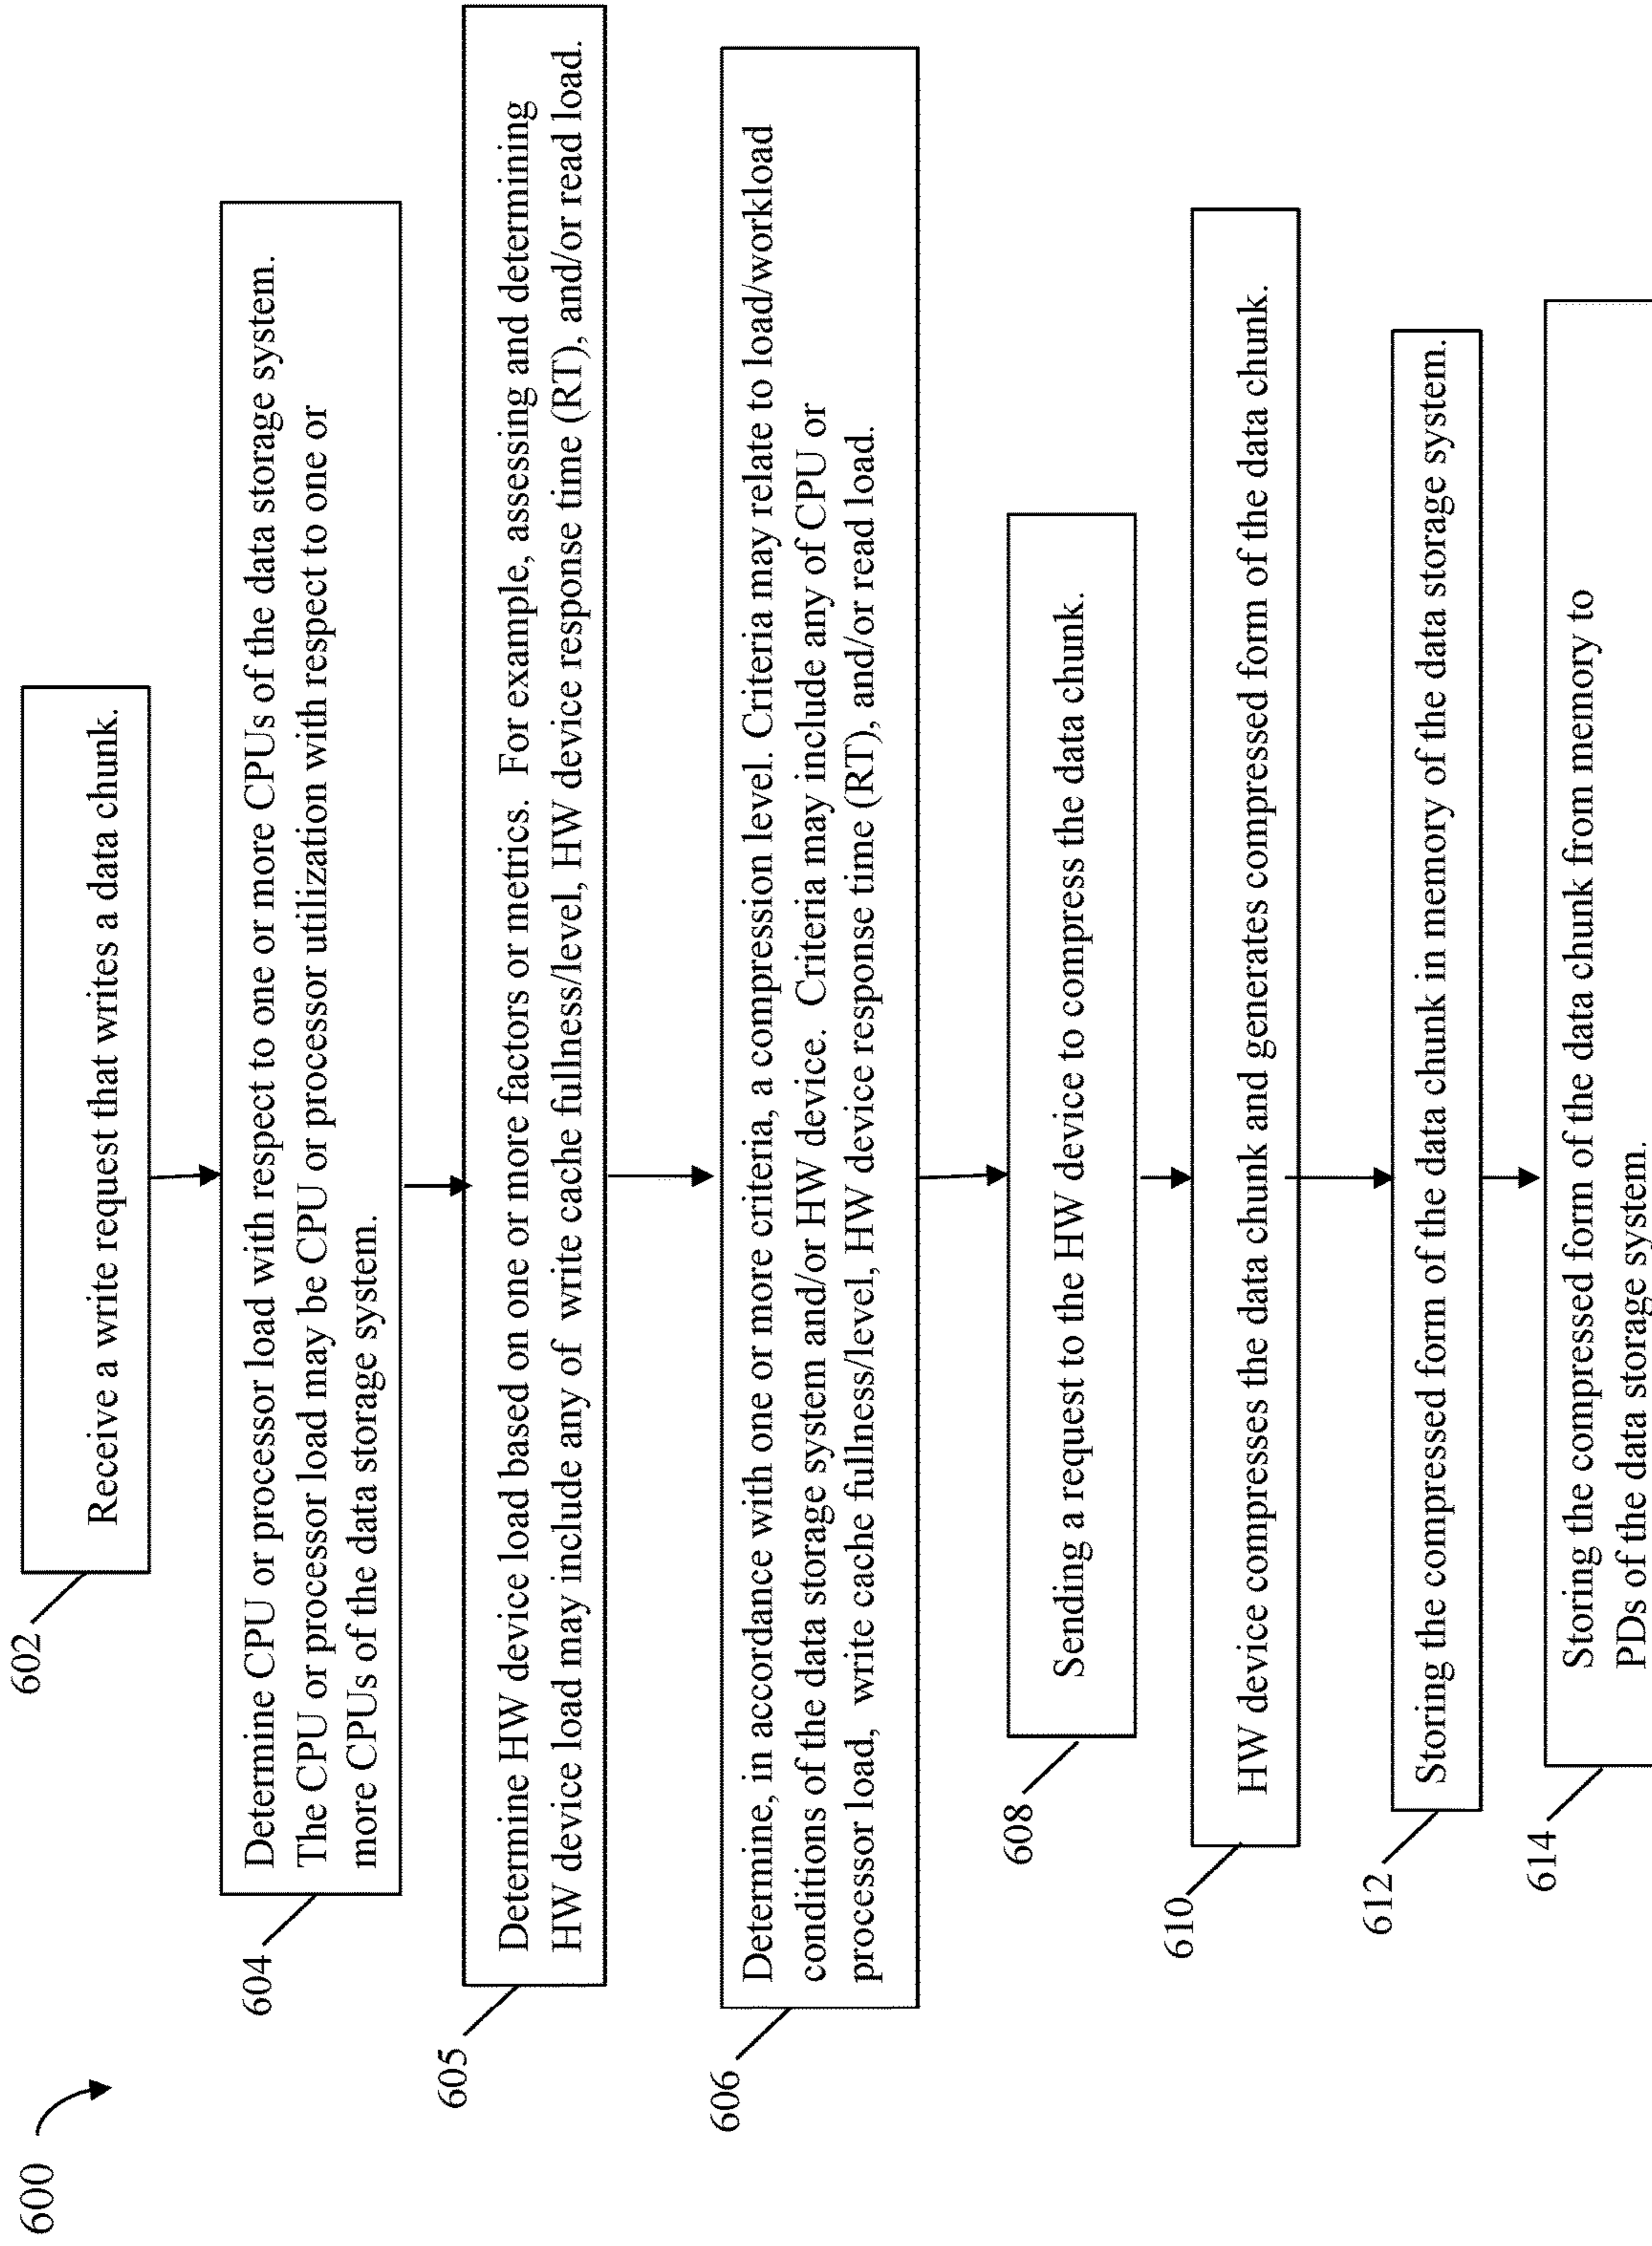 600
602
Receive a write request that writes a data chunk.
604
Determine CPU or processor load with respect to one or more CPUs of the data storage system.
The CPU or processor load may be CPU or processor utilization with respect to one or
more CPUs of the data storage system.
605
Determine HW device load based on one or more factors or metrics. For example, assessing and determining
HW device load may include any of write cache fullness/level, HW device response time (RT), and/or read load.
606
Determine, in accordance with one or more criteria, a compression level. Criteria may relate to load/workload
conditions of the data storage system and/or HW device. Criteria may include any of CPU or
processor load, write cache fullness/level, HW device response time (RT), and/or read load.
608
Sending a request to the HW device to compress the data chunk.
610
HW device compresses the data chunk and generates compressed form of the data chunk.
612
Storing the compressed form of the data chunk in memory of the data storage system.
614
Storing the compressed form of the data chunk from memory to
PDs of the data storage system.